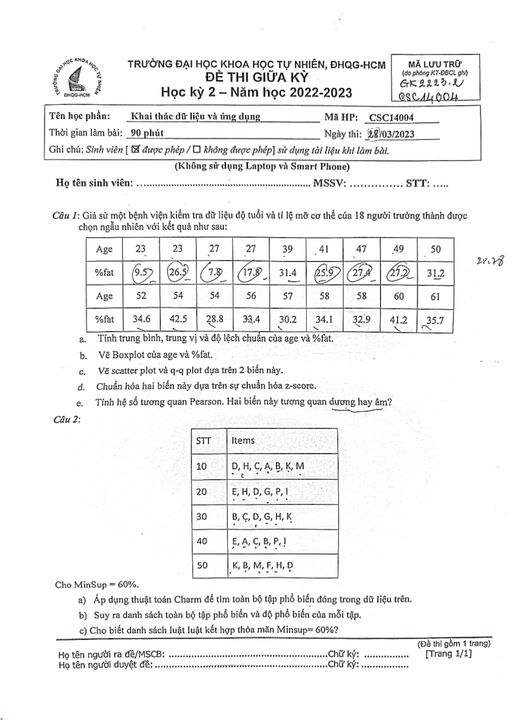 TRƯỜNG ĐẠI HỌC KHOA HỌC TỰ NHIÊN
ĐHQG-HCM
TRƯỜNG ĐẠI HỌC KHOA HỌC TỰ NHIÊN, ĐHQG-HCM
ĐỀ THI GIỮA KỲ
Học kỳ 2 – Năm học 2022-2023
MÃ LƯU TRỮ
(do phòng KT-ĐBCL ghi)
GK2223.2
CSC14004
Tên học phần: Khai thác dữ liệu và ứng dụng Mã HP: CSC14004
Thời gian làm bài: 90 phút Ngày thi: 28/03/2023
Ghi chú: Sinh viên [ ☒ được phép / ☐ không được phép] sử dụng tài liệu khi làm bài.
(Không sử dụng Laptop và Smart Phone)
Họ tên sinh viên: ................................................ MSSV: ............... STT: .....
Câu 1: Giả sử một bệnh viện kiểm tra dữ liệu độ tuổi và tỉ lệ mỡ cơ thể của 18 người trưởng thành được
chọn ngẫu nhiên với kết quả như sau:
Age 23 23 27 27 39 41 47 49 50
%fat 9.5 26.5 7.8 17.8 31.4 25.9 27.4 27.2 31.2
Age 52 54 54 56 57 58 58 60 61
%fat 34.6 42.5 28.8 33.4 30.2 34.1 32.9 41.2 35.7
a. Tính trung bình, trung vị và độ lệch chuẩn của age và %fat.
b. Vẽ Boxplot của age và %fat.
c. Vẽ scatter plot và q-q plot dựa trên 2 biến này.
d. Chuẩn hóa hai biến này dựa trên sự chuẩn hóa z-score.
e. Tính hệ số tương quan Pearson. Hai biến này tương quan dương hay âm?
Câu 2:
STT Items
10 D, H, C, A, B, K, M
20 E, H, D, G, P, I
30 B, C, D, G, H, K
40 E, A, C, B, P, I
50 K, B, M, F, H, D
Cho MinSup = 60%.
a) Áp dụng thuật toán Charm để tìm toàn bộ tập phổ biến đóng trong dữ liệu trên.
b) Suy ra danh sách toàn bộ tập phổ biến và độ phổ biến của mỗi tập.
c) Cho biết danh sách luật luật kết hợp thỏa mãn Minsup= 60%?
(Đề thi gồm 1 trang)
Họ tên người ra đề/MSCB: ................................................Chữ ký: ................ [Trang 1/1]
Họ tên người duyệt đề: ................................................Chữ ký: ................